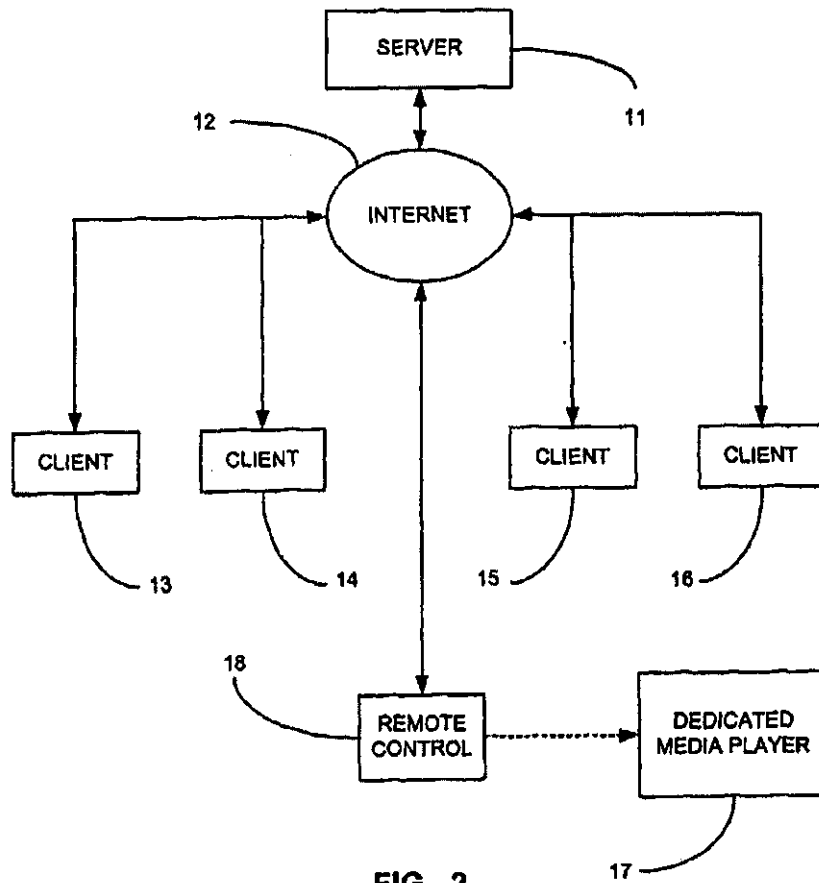 SERVER
11
12
INTERNET
CLIENT
CLIENT
CLIENT
CLIENT
13
14
15
16
18
REMOTE
CONTROL
DEDICATED
MEDIA PLAYER
17